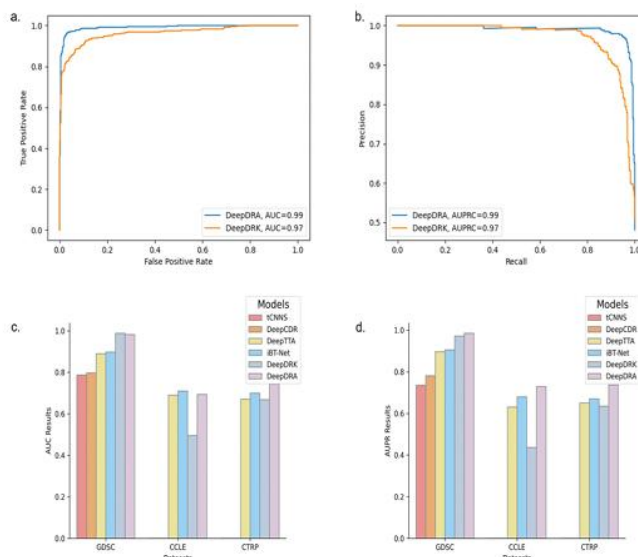 a.
True Positive Rate
1.0
0.8
0.6
0.4
0.2
0.0
DeepDRA, AUC=0.99
DeepDRK, AUC=0.97
0.0 0.2 0.4 0.6 0.8 1.0
False Positive Rate
b.
Precision
1.0
0.9
0.8
0.7
0.6
0.5
DeepDRA, AUPRC=0.99
DeepDRK, AUPRC=0.97
0.0 0.2 0.4 0.6 0.8 1.0
Recall
c.
Models
tCNNS
DeepCDR
DeepTTA
iBT-Net
DeepDRK
DeepDRA
AUC Results
1.0
0.8
0.6
0.4
0.2
0.0
GDSC CCLE CTRP
d.
Models
tCNNS
DeepCDR
DeepTTA
iBT-Net
DeepDRK
DeepDRA
AUPR Results
1.0
0.8
0.6
0.4
0.2
0.0
GDSC CCLE CTRP